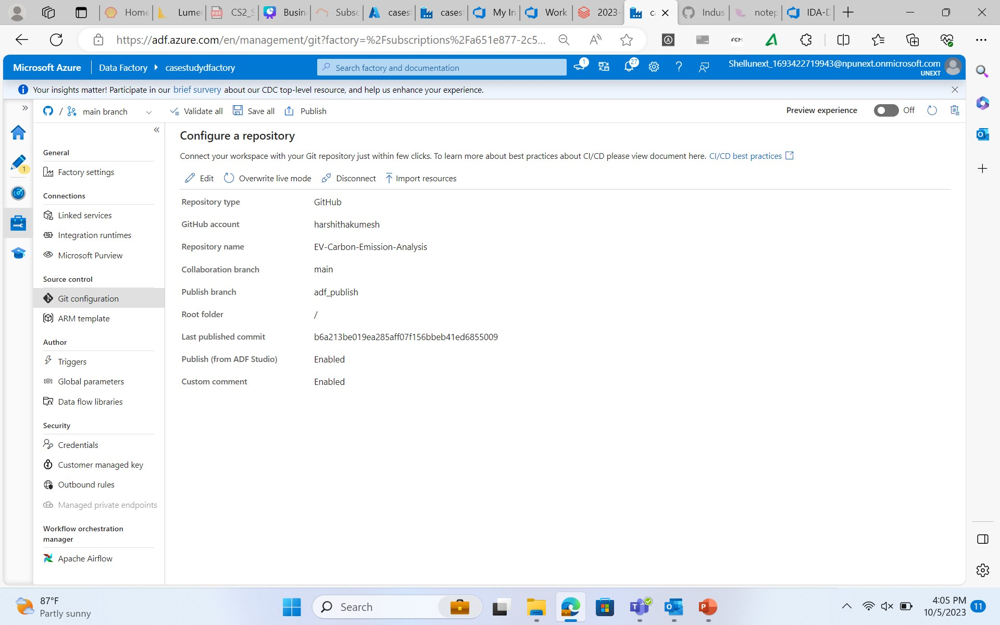 Home
Lumen
CS2_S
Busin
Subsc
casest
casest
My In
Work
2023-
Indus
notep
IDA-D
https://adf.azure.com/en/management/git?factory=%2Fsubscriptions%2Fa651e877-2c5...
FCM
Microsoft Azure Data Factory casestudydfactory
Search factory and documentation
1
27
Shellunext_1693422719943@npunext.onmicrosoft.com
UNEXT
Your insights matter! Participate in our brief survery about our CDC top-level resource, and help us enhance your experience.
/ main branch
Validate all
Save all
Publish
Preview experience
Off
1
General
Factory settings
Connections
Linked services
Integration runtimes
Microsoft Purview
Source control
Git configuration
ARM template
Author
Triggers
Global parameters
Data flow libraries
Security
Credentials
Customer managed key
Outbound rules
Managed private endpoints
Workflow orchestration
manager
Apache Airflow
Configure a repository
Connect your workspace with your Git repository just within few clicks. To learn more about best practices about CI/CD please view document here. CI/CD best practices
Edit
Overwrite live mode
Disconnect
Import resources
Repository type GitHub
GitHub account harshithakumesh
Repository name EV-Carbon-Emission-Analysis
Collaboration branch main
Publish branch adf_publish
Root folder /
Last published commit b6a213be019ea285aff07f156bbeb41ed6855009
Publish (from ADF Studio) Enabled
Custom comment Enabled
87°F
Partly sunny
Search
4:05 PM
10/5/2023
11